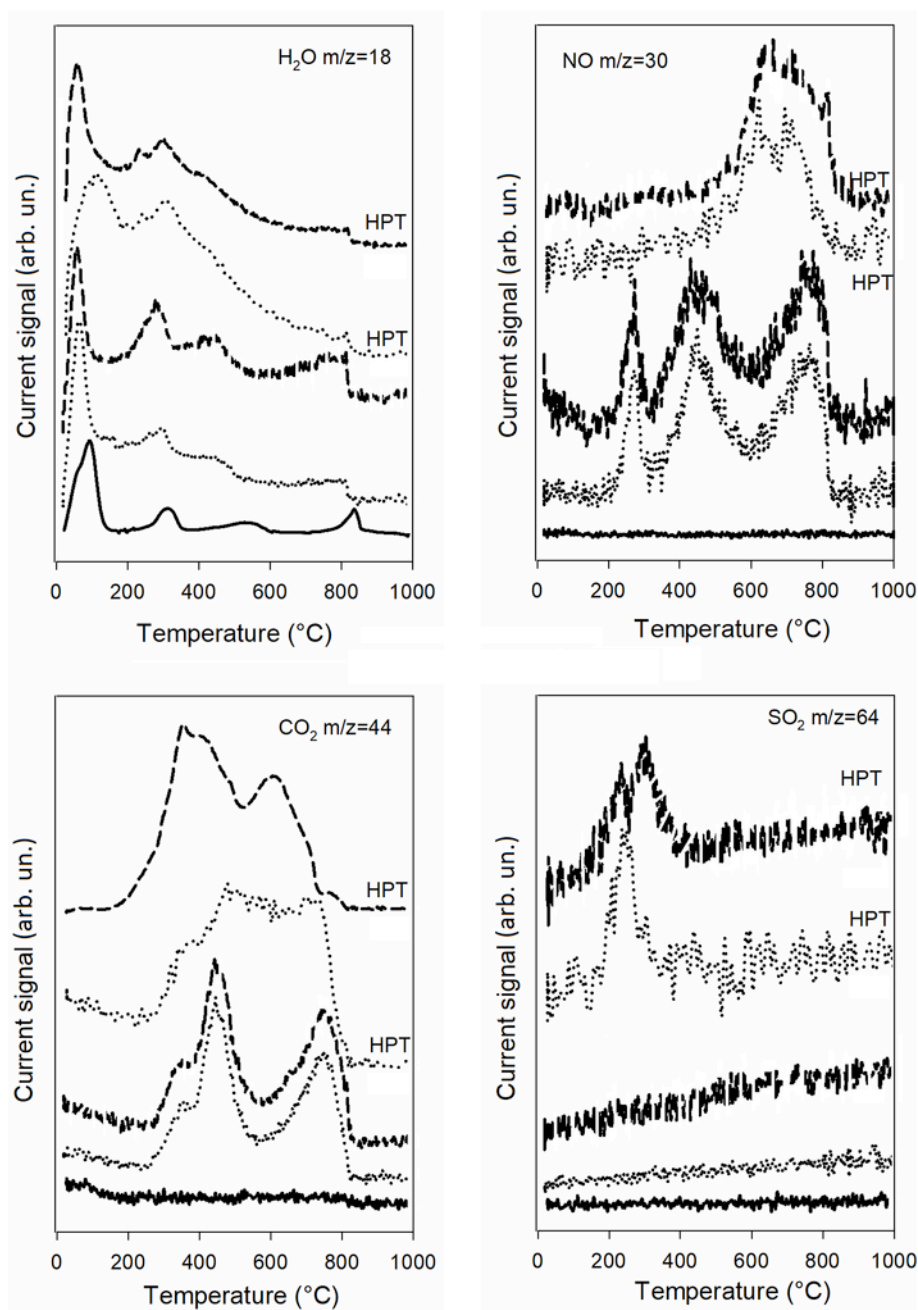 H₂O m/z=18
HPT
HPT
Current signal (arb. un.)
0 200 400 600 800 1000
Temperature (°C)
NO m/z=30
HPT
HPT
Current signal (arb. un.)
0 200 400 600 800 1000
Temperature (°C)
CO₂ m/z=44
HPT
HPT
Current signal (arb. un.)
0 200 400 600 800 1000
Temperature (°C)
SO₂ m/z=64
HPT
HPT
Current signal (arb. un.)
0 200 400 600 800 1000
Temperature (°C)